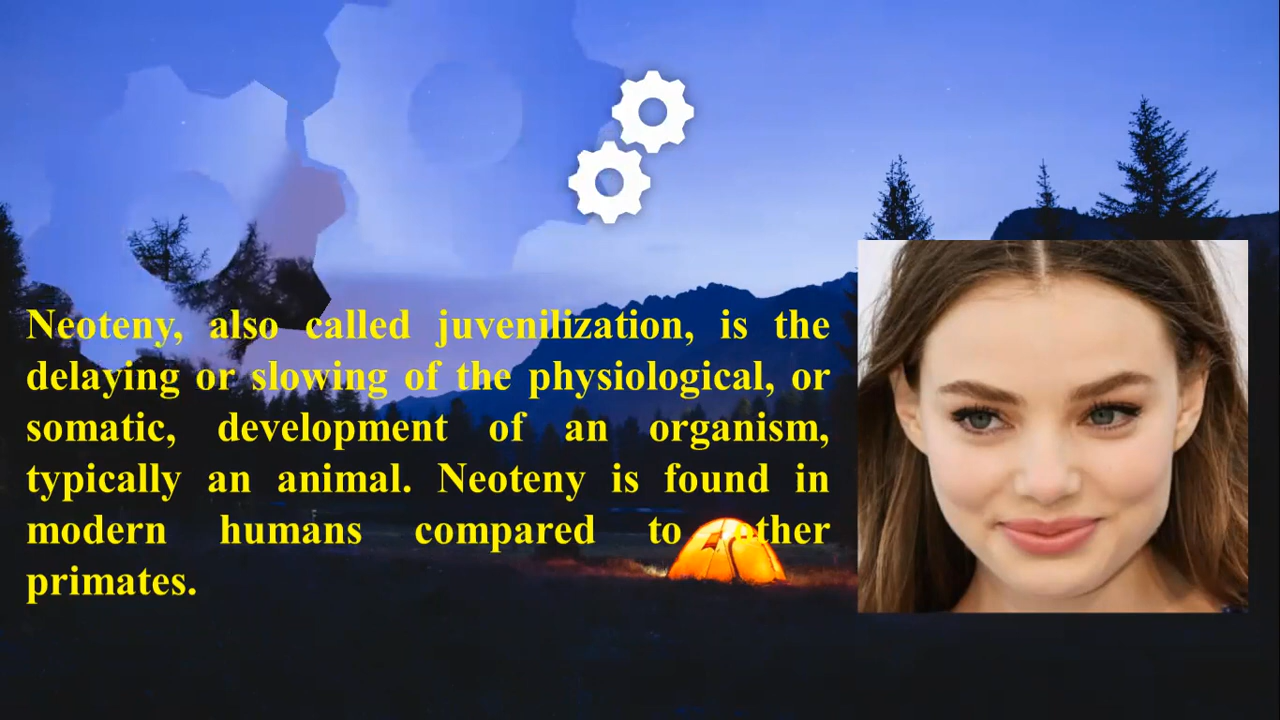 Neoteny, also called juvenilization, is the
delaying or slowing of the physiological, or
somatic, development of an organism,
typically an animal. Neoteny is found in
modern humans compared to other
primates.